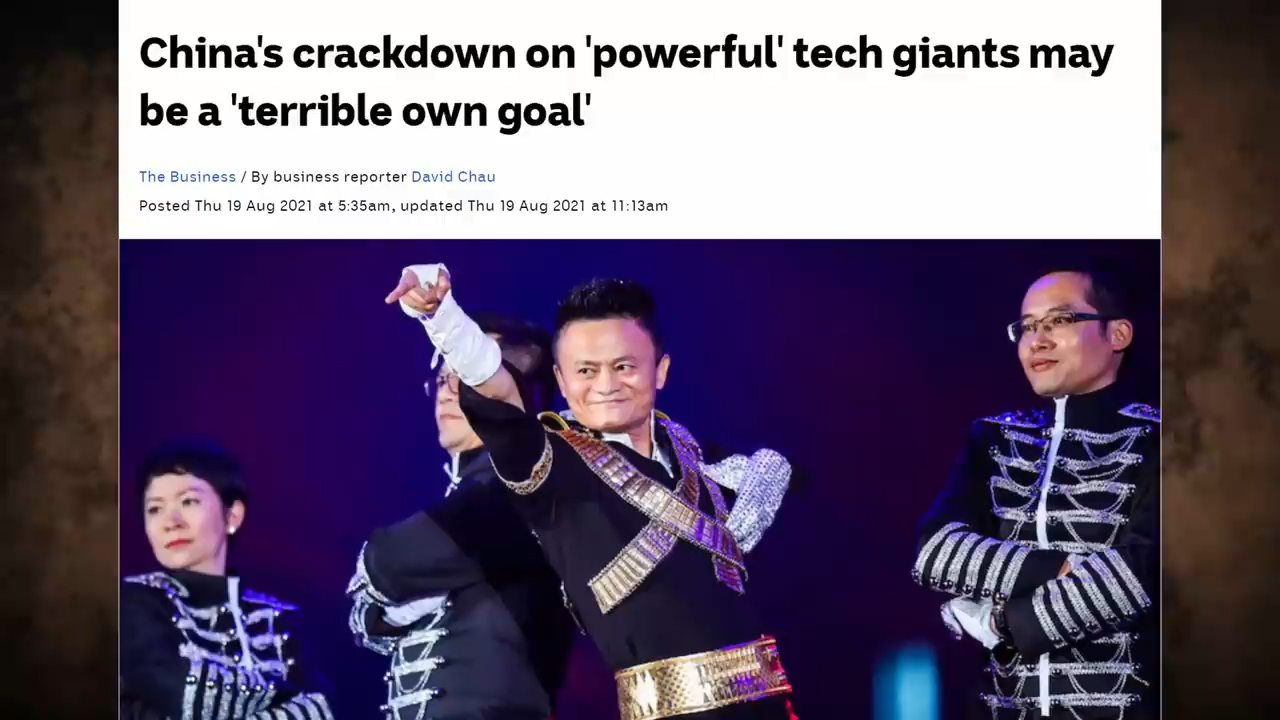 China's crackdown on 'powerful' tech giants may
be a 'terrible own goal'
The Business / By business reporter David Chau
Posted Thu 19 Aug 2021 at 5:35am, updated Thu 19 Aug 2021 at 11:13am